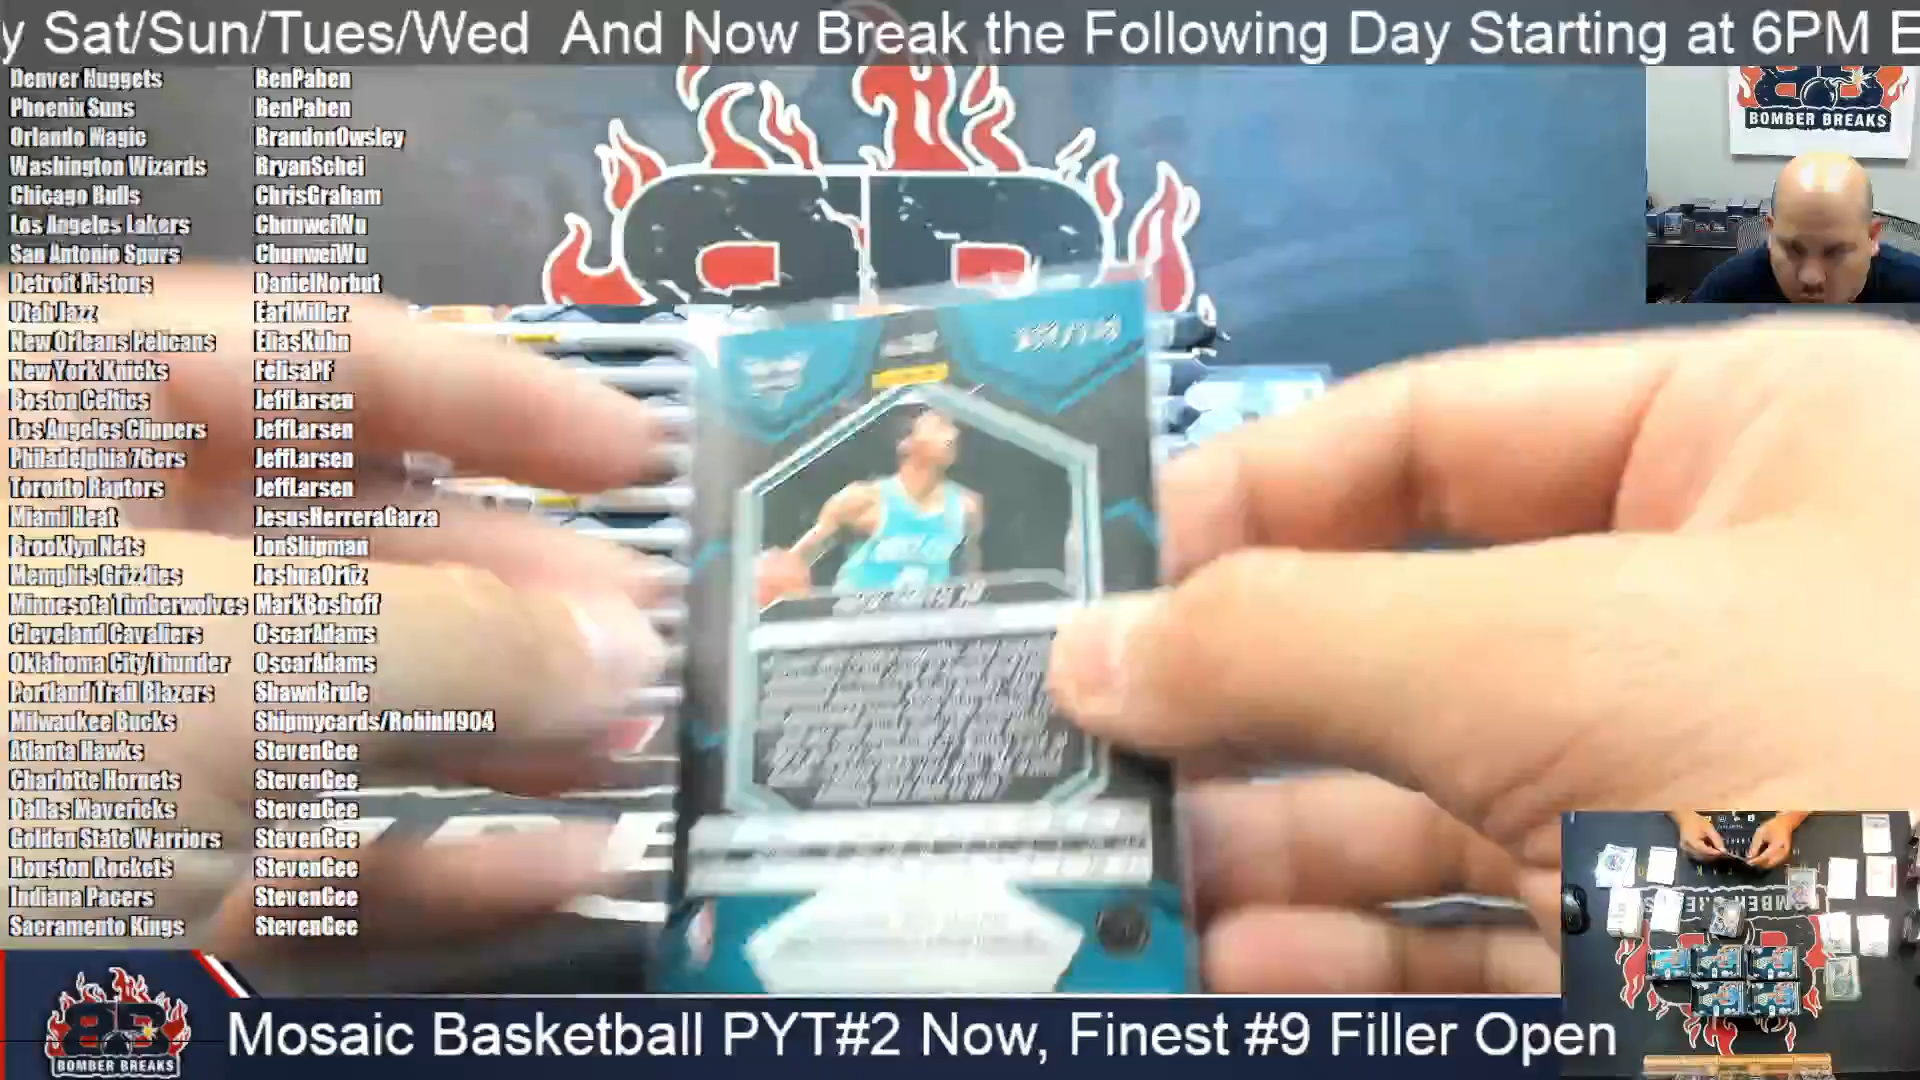 y Sat/Sun/Tues/Wed And Now Break the Following Day Starting at 6PM E
Denver Nuggets BenPahen
Phoenix Suns BenPahen
Orlando Magic BrandonOwsley
Washington Wizards BryanSchei
Chicago Bulls ChrisGraham
Los Angeles Lakers ChunweiWu
San Antonio Spurs ChunweiWu
Detroit Pistons DanielNorbut
Utah Jazz EarlMiller
New Orleans Pelicans EliasKuhn
New York Knicks FelisaPF
Boston Celtics JeffLarsen
Los Angeles Clippers JeffLarsen
Philadelphia 76ers JeffLarsen
Toronto Raptors JeffLarsen
Miami Heat JesusHerreraGarza
Brooklyn Nets JonShipman
Memphis Grizzlies JoshuaOrtiz
Minnesota Timberwolves MarkBoshoff
Cleveland Cavaliers OscarAdams
Oklahoma City Thunder OscarAdams
Portland Trail Blazers ShawnBrule
Milwaukee Bucks Shipmycards/RobinH904
Atlanta Hawks StevenGee
Charlotte Hornets StevenGee
Dallas Mavericks StevenGee
Golden State Warriors StevenGee
Houston Rockets StevenGee
Indiana Pacers StevenGee
Sacramento Kings StevenGee
BOMBER BREAKS
BOMBER BREAKS
BB
BOMBER BREAKS
Mosaic Basketball PYT#2 Now, Finest #9 Filler Open